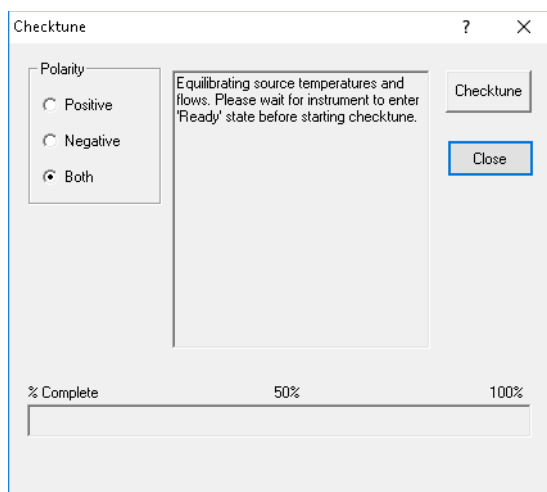 Checktune
?
Polarity
Positive
Negative
Both
Equilibrating source temperatures and
flows. Please wait for instrument to enter
'Ready' state before starting checktune.
Checktune
Close
% Complete 50% 100%